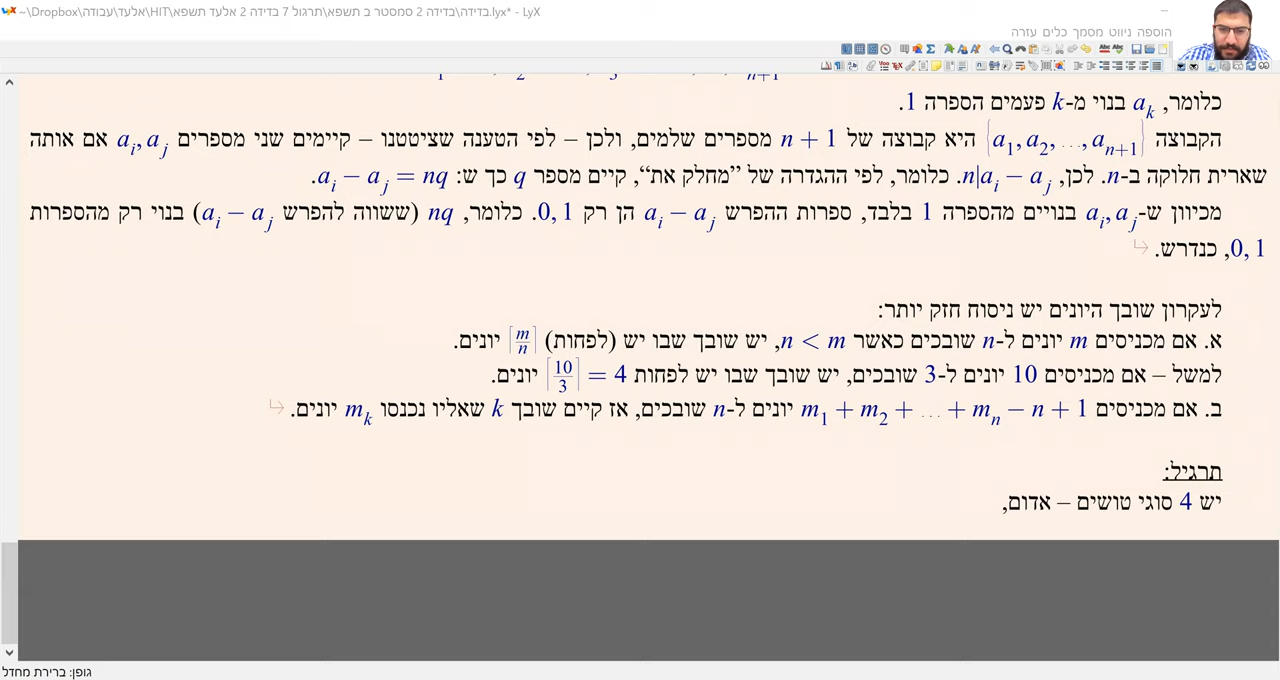 ~\Dropbox\עבודה\אלעד\HIT\תרגול 7 בדידה 2 אלעד תשפא\בדידה 2 סמסטר ב תשפא\בדידה.lyx* - LyX
הוספה ניווט מסמך כלים עזרה
כלומר, a_k בנוי מ-k פעמים הספרה 1.
הקבוצה {a_1, a_2, ..., a_{n+1}} היא קבוצה של n + 1 מספרים שלמים, ולכן – לפי הטענה שציטטנו – קיימים שני מספרים a_i, a_j אם אותה
שארית חלוקה ב-n. לכן, n|a_i − a_j. כלומר, לפי ההגדרה של "מחלק את", קיים מספר q כך ש: a_i − a_j = nq.
מכיוון ש-a_i, a_j בנויים מהספרה 1 בלבד, ספרות ההפרש a_i − a_j הן רק 0, 1. כלומר, nq (ששווה להפרש a_i − a_j) בנוי רק מהספרות
0, 1, כנדרש.
לעקרון שובך היונים יש ניסוח חזק יותר:
א. אם מכניסים m יונים ל-n שובכים כאשר n < m, יש שובך שבו יש (לפחות) ⌈m/n⌉ יונים.
למשל – אם מכניסים 10 יונים ל-3 שובכים, יש שובך שבו יש לפחות ⌈10/3⌉ = 4 יונים.
ב. אם מכניסים m_1 + m_2 + ... + m_n − n + 1 יונים ל-n שובכים, אז קיים שובך k שאליו נכנסו m_k יונים.
תרגיל:
יש 4 סוגי טושים – אדום,
גופן: ברירת מחדל